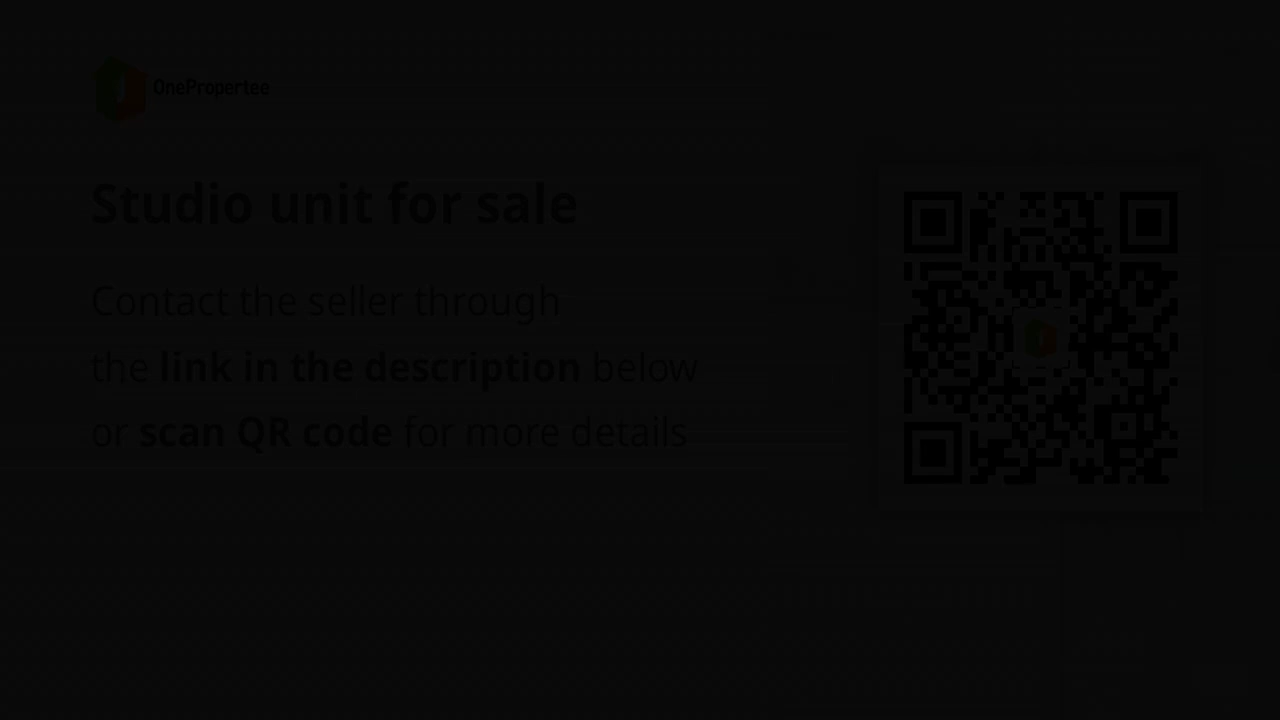 OnePropertee
Studio unit for sale
Contact the seller through
the link in the description below
or scan QR code for more details